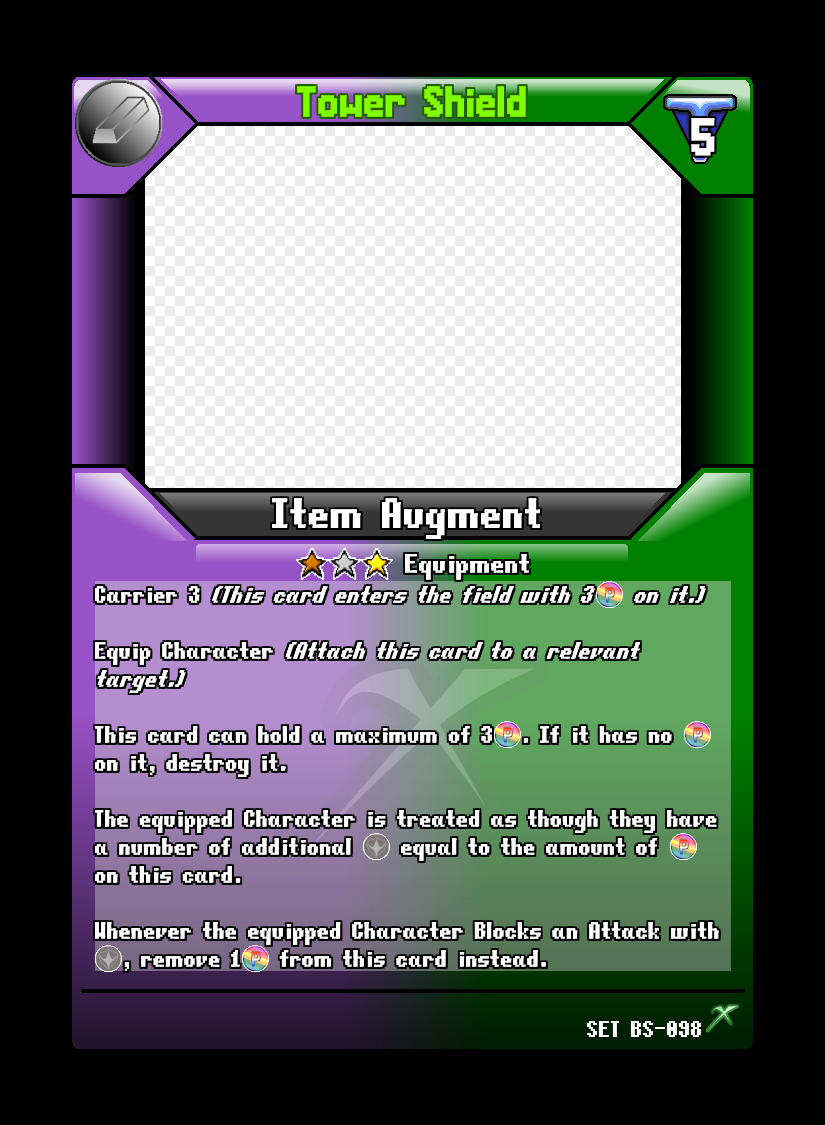 Tower Shield
5
Item Augment
Equipment
Carrier 3 (This card enters the field with 3P on it.)
Equip Character (Attach this card to a relevant
target.)
This card can hold a maximum of 3P. If it has no P
on it, destroy it.
The equipped Character is treated as though they have
a number of additional equal to the amount of P
on this card.
Whenever the equipped Character Blocks an Attack with
, remove 1P from this card instead.
SET BS-098